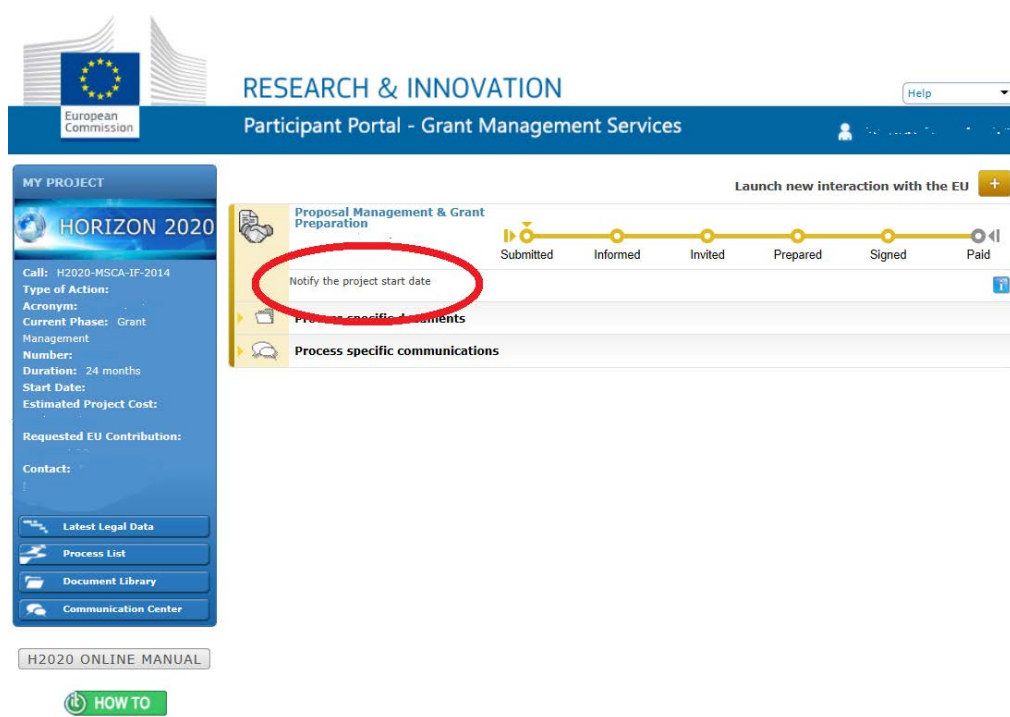 European
Commission
RESEARCH & INNOVATION
Help
Participant Portal - Grant Management Services
MY PROJECT
HORIZON 2020
Call: H2020-MSCA-IF-2014
Type of Action:
Acronym:
Current Phase: Grant
Management
Number:
Duration: 24 months
Start Date:
Estimated Project Cost:
Requested EU Contribution:
Contact:
Latest Legal Data
Process List
Document Library
Communication Center
H2020 ONLINE MANUAL
HOW TO
Launch new interaction with the EU +
Proposal Management & Grant
Preparation
Submitted Informed Invited Prepared Signed Paid
Notify the project start date
Process specific documents
Process specific communications